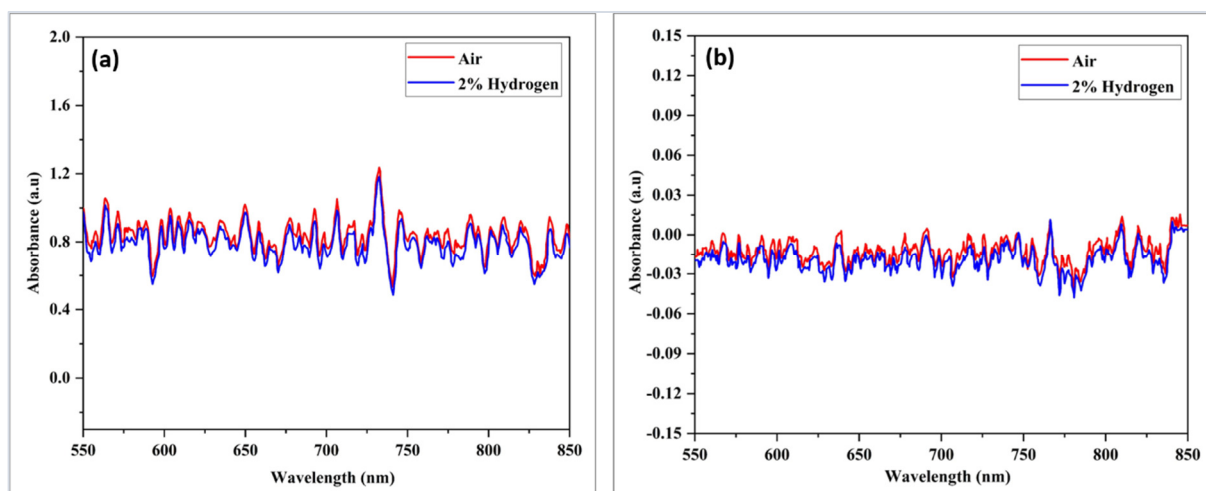 (a)
Air
2% Hydrogen
2.0
1.6
1.2
0.8
0.4
0.0
Absorbance (a.u)
550 600 650 700 750 800 850
Wavelength (nm)
(b)
Air
2% Hydrogen
0.15
0.12
0.09
0.06
0.03
0.00
-0.03
-0.06
-0.09
-0.12
-0.15
Absorbance (a.u)
550 600 650 700 750 800 850
Wavelength (nm)